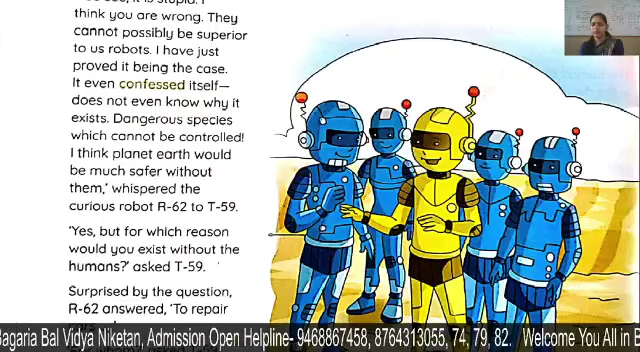 think you are wrong. They
cannot possibly be superior
to us robots. I have just
proved it being the case.
It even confessed itself—
does not even know why it
exists. Dangerous species
which cannot be controlled!
I think planet earth would
be much safer without
them,' whispered the
curious robot R-62 to T-59.
'Yes, but for which reason
would you exist without the
humans?' asked T-59.
Surprised by the question,
R-62 answered, 'To repair
Bagaria Bal Vidya Niketan, Admission Open Helpline- 9468867458, 8764313055, 74, 79, 82. Welcome You All in